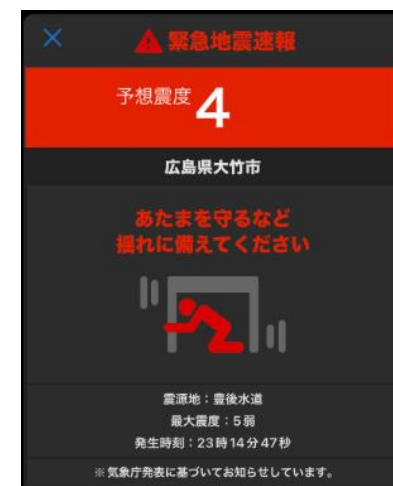 緊急地震速報
予想震度 4
広島県大竹市
あたまを守るなど
揺れに備えてください
震源地：豊後水道
最大震度：5弱
発生時刻：23時14分47秒
※気象庁発表に基づいてお知らせしています。